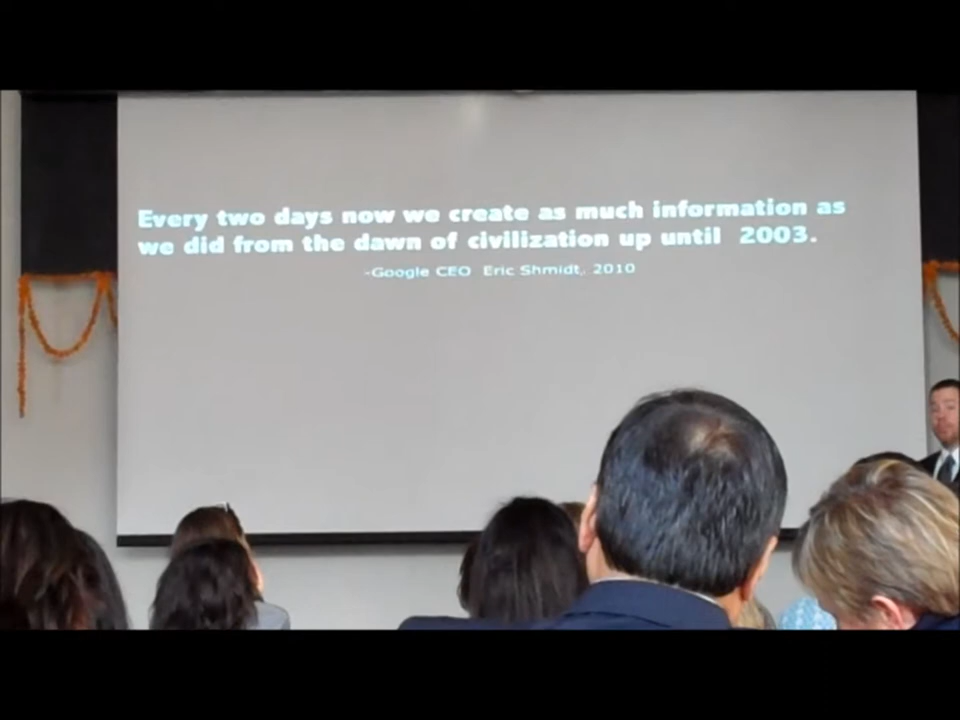 Every two days now we create as much information as
we did from the dawn of civilization up until 2003.
-Google CEO Eric Shmidt, 2010